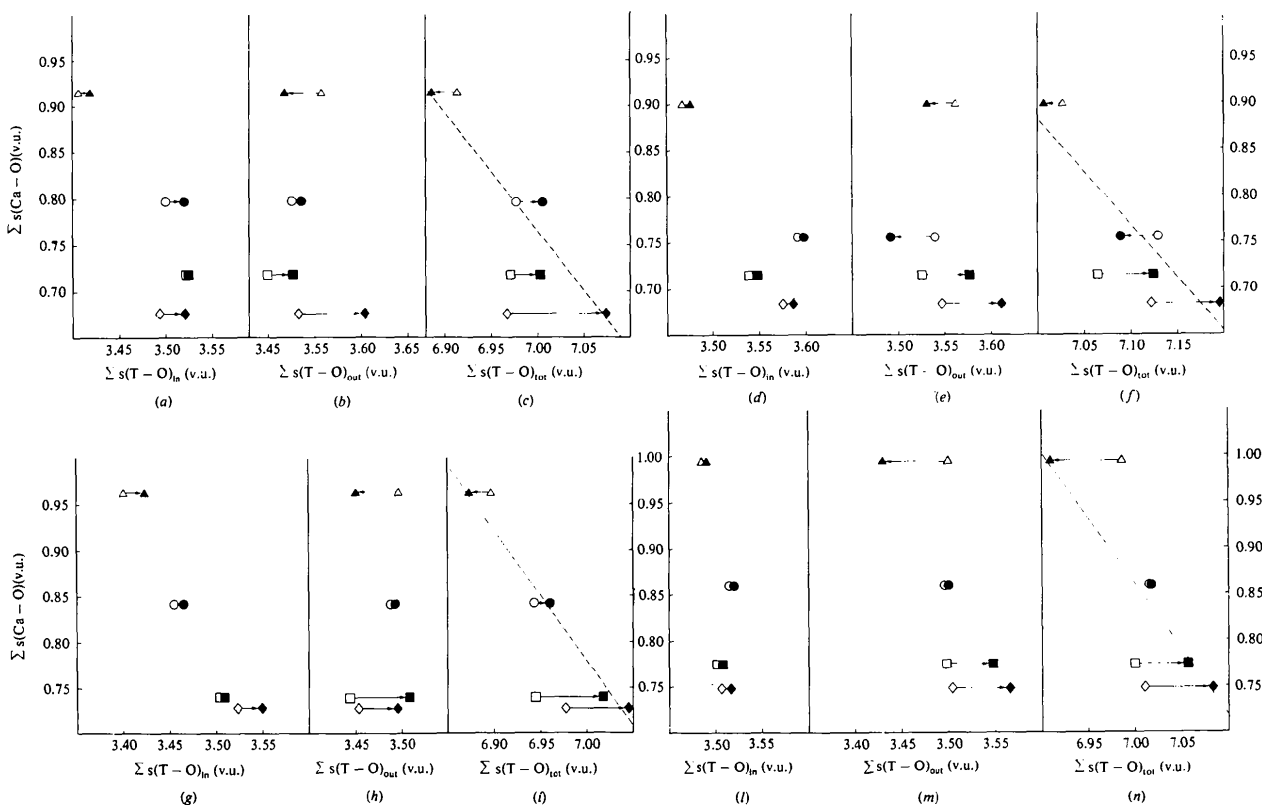 0.95
0.90
0.85
0.80
0.75
0.70
Σ s(Ca – O)(v.u.)
3.45 3.50 3.55
3.45 3.55 3.60 3.65
6.90 6.95 7.00
Σ s(T – O)in (v.u.)
Σ s(T – O)out (v.u.)
Σ s(T – O)tot (v.u.)
(a)
(b)
(c)
0.95
0.90
0.85
0.80
0.75
0.70
0.95
0.90
0.85
0.80
0.75
0.70
3.50 3.55 3.60
3.50 3.55 3.60
7.05 7.10 7.15
Σ s(T – O)in (v.u.)
Σ s(T – O)out (v.u.)
Σ s(T – O)tot (v.u.)
(d)
(e)
(f)
0.95
0.90
0.85
0.80
0.75
Σ s(Ca – O)(v.u.)
3.40 3.45 3.50 3.55
3.45 3.50
6.90 6.95 7.00
Σ s(T – O)in (v.u.)
Σ s(T – O)out (v.u.)
Σ s(T – O)tot (v.u.)
(g)
(h)
(i)
1.00
0.95
0.90
0.85
0.80
0.75
1.00
0.95
0.90
0.85
0.80
0.75
3.50 3.55
3.45 3.50 3.55
6.95 7.00 7.05
Σ s(T – O)in (v.u.)
Σ s(T – O)out (v.u.)
Σ s(T – O)tot (v.u.)
(l)
(m)
(n)